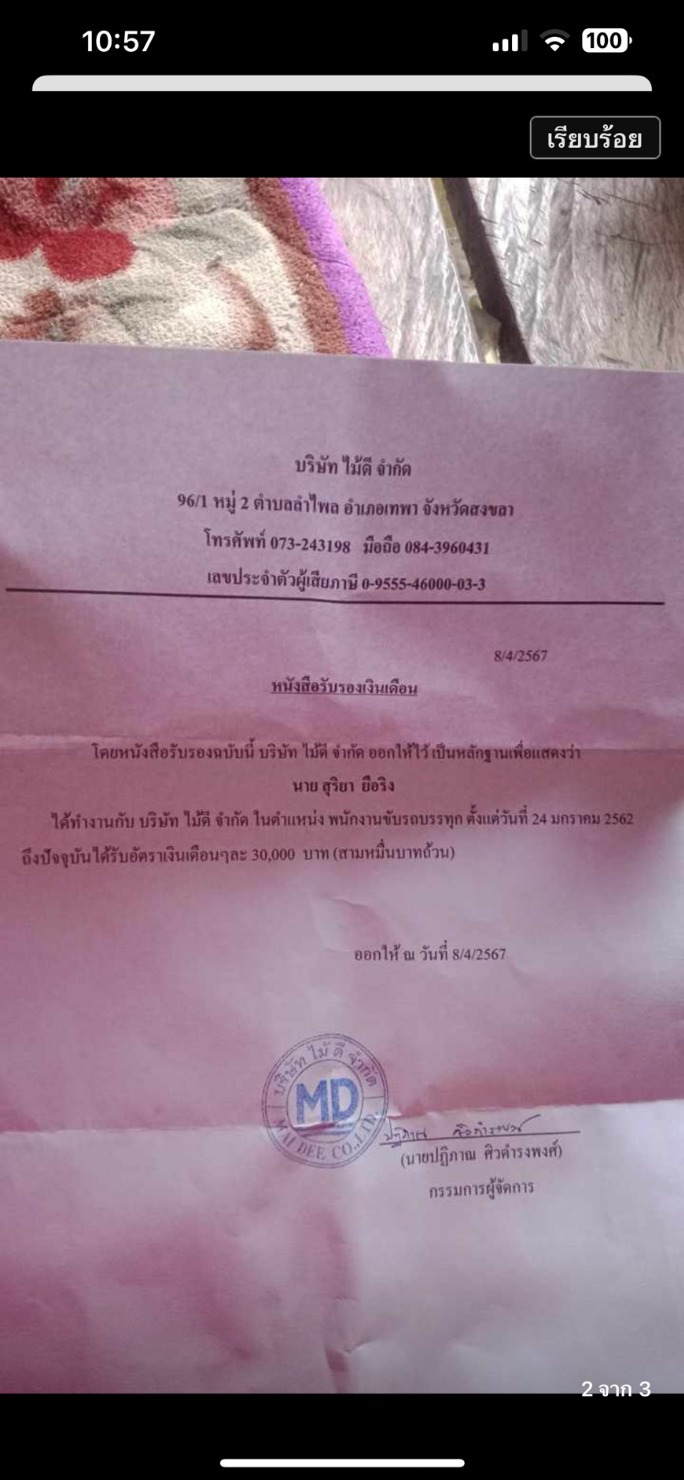 10:57
100
เรียบร้อย
บริษัท ไม้ดี จำกัด
96/1 หมู่ 2 ตำบลลำไพล อำเภอเทพา จังหวัดสงขลา
โทรศัพท์ 073-243198 มือถือ 084-3960431
เลขประจำตัวผู้เสียภาษี 0-9555-46000-03-3
8/4/2567
หนังสือรับรองเงินเดือน
โดยหนังสือรับรองฉบับนี้ บริษัท ไม้ดี จำกัด ออกให้ไว้ เป็นหลักฐานเพื่อแสดงว่า
นาย สุริยา ยือริง
ได้ทำงานกับ บริษัท ไม้ดี จำกัด ในตำแหน่ง พนักงานขับรถบรรทุก ตั้งแต่วันที่ 24 มกราคม 2562
ถึงปัจจุบันได้รับอัตราเงินเดือนๆละ 30,000 บาท (สามหมื่นบาทถ้วน)
ออกให้ ณ วันที่ 8/4/2567
บริษัท ไม้ ดี จำกัด
MD
MAI DEE CO.,LTD.
ปฏิภาณ ศิวดำรงพงศ์
(นายปฏิภาณ ศิวดำรงพงศ์)
กรรมการผู้จัดการ
2 จาก 3